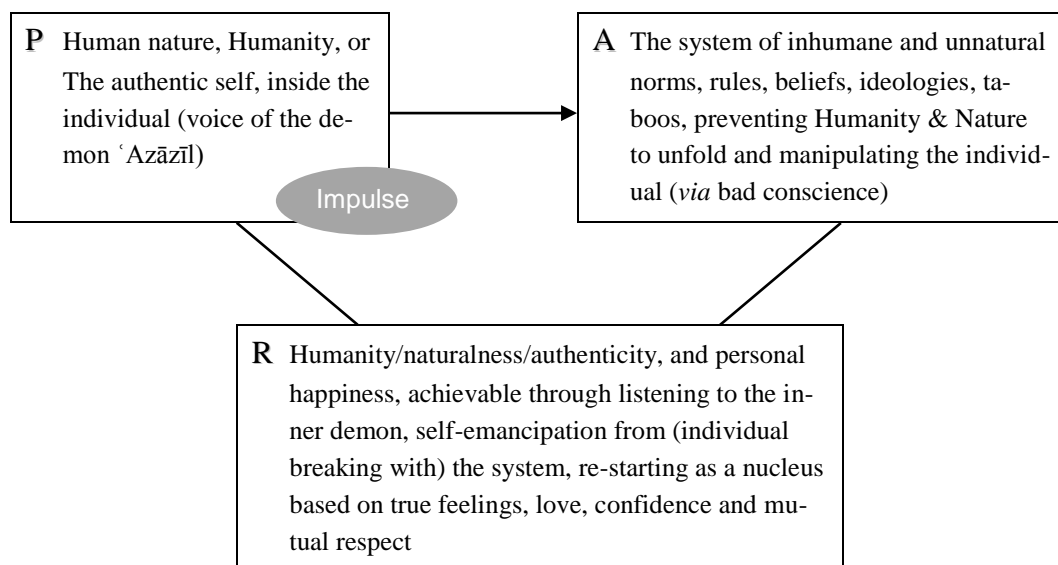 P Human nature, Humanity, or
The authentic self, inside the
individual (voice of the de-
mon ʿAzāzīl)
Impulse
A The system of inhumane and unnatural
norms, rules, beliefs, ideologies, ta-
boos, preventing Humanity & Nature
to unfold and manipulating the individ-
ual (via bad conscience)
R Humanity/naturalness/authenticity, and personal
happiness, achievable through listening to the in-
ner demon, self-emancipation from (individual
breaking with) the system, re-starting as a nucleus
based on true feelings, love, confidence and mu-
tual respect